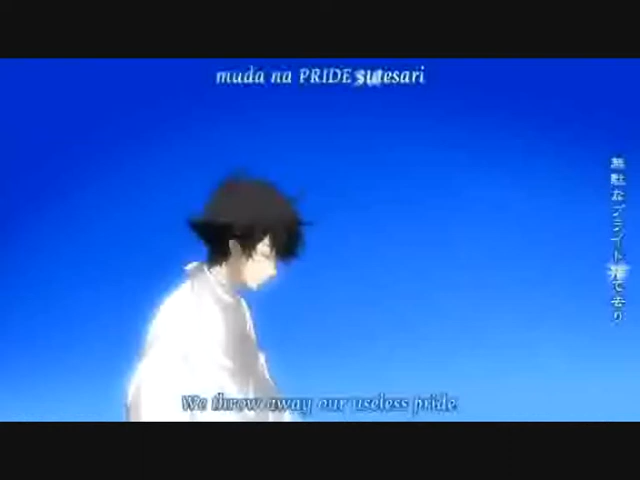 muda na PRIDE sutesari
無駄なプライド捨て去り
We throw away our useless pride